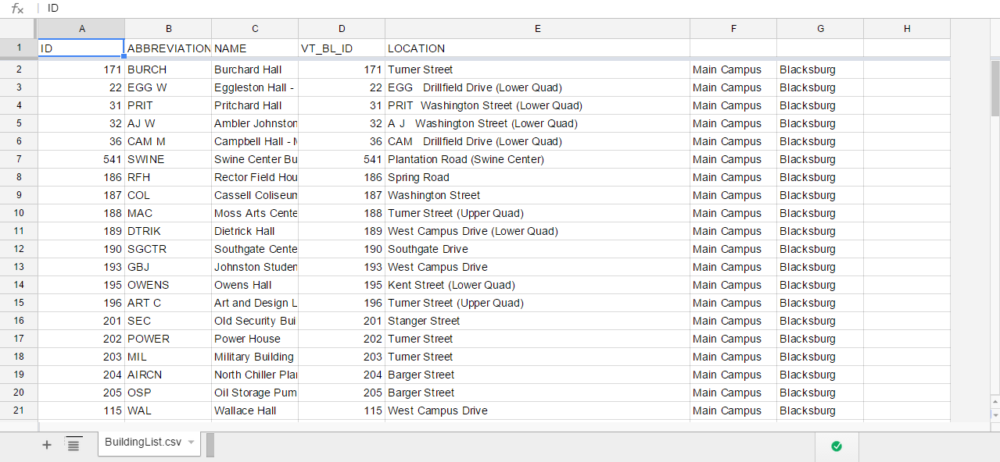 fx ID
A B C D E F G H
1 ID ABBREVIATION NAME VT_BL_ID LOCATION
2 171 BURCH Burchard Hall 171 Turner Street Main Campus Blacksburg
3 22 EGG W Eggleston Hall - 22 EGG Drillfield Drive (Lower Quad) Main Campus Blacksburg
4 31 PRIT Pritchard Hall 31 PRIT Washington Street (Lower Quad) Main Campus Blacksburg
5 32 AJ W Ambler Johnston 32 A J Washington Street (Lower Quad) Main Campus Blacksburg
6 36 CAM M Campbell Hall - 36 CAM Drillfield Drive (Lower Quad) Main Campus Blacksburg
7 541 SWINE Swine Center Bu 541 Plantation Road (Swine Center) Main Campus Blacksburg
8 186 RFH Rector Field Hou 186 Spring Road Main Campus Blacksburg
9 187 COL Cassell Coliseum 187 Washington Street Main Campus Blacksburg
10 188 MAC Moss Arts Cente 188 Turner Street (Upper Quad) Main Campus Blacksburg
11 189 DTRIK Dietrick Hall 189 West Campus Drive (Lower Quad) Main Campus Blacksburg
12 190 SGCTR Southgate Cente 190 Southgate Drive Main Campus Blacksburg
13 193 GBJ Johnston Studen 193 West Campus Drive Main Campus Blacksburg
14 195 OWENS Owens Hall 195 Kent Street (Lower Quad) Main Campus Blacksburg
15 196 ART C Art and Design L 196 Turner Street (Upper Quad) Main Campus Blacksburg
16 201 SEC Old Security Bui 201 Stanger Street Main Campus Blacksburg
17 202 POWER Power House 202 Turner Street Main Campus Blacksburg
18 203 MIL Military Building 203 Turner Street Main Campus Blacksburg
19 204 AIRCN North Chiller Plan 204 Barger Street Main Campus Blacksburg
20 205 OSP Oil Storage Pum 205 Barger Street Main Campus Blacksburg
21 115 WAL Wallace Hall 115 West Campus Drive Main Campus Blacksburg
BuildingList.csv